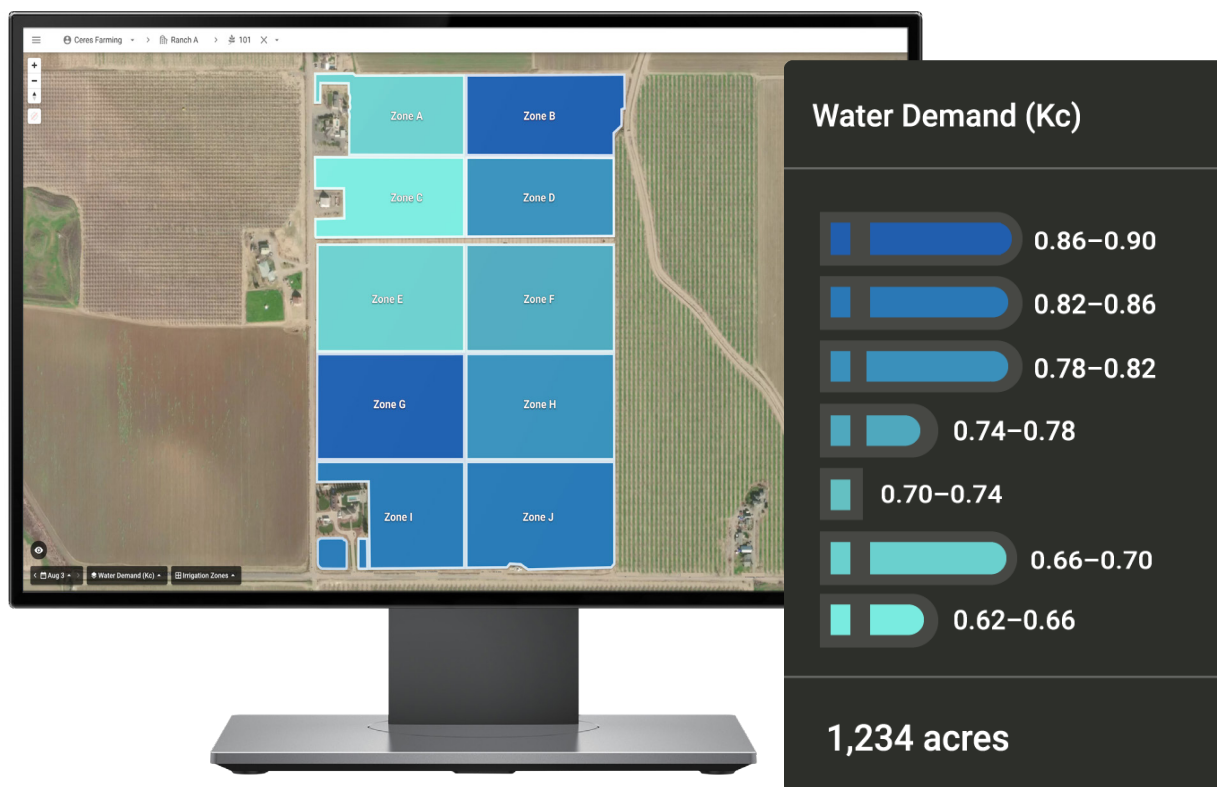 Ceres Farming > Ranch A > 101
Zone A
Zone B
Zone C
Zone D
Zone E
Zone F
Zone G
Zone H
Zone I
Zone J
Aug 3
Water Demand (Kc)
Irrigation Zones
Water Demand (Kc)
0.86–0.90
0.82–0.86
0.78–0.82
0.74–0.78
0.70–0.74
0.66–0.70
0.62–0.66
1,234 acres